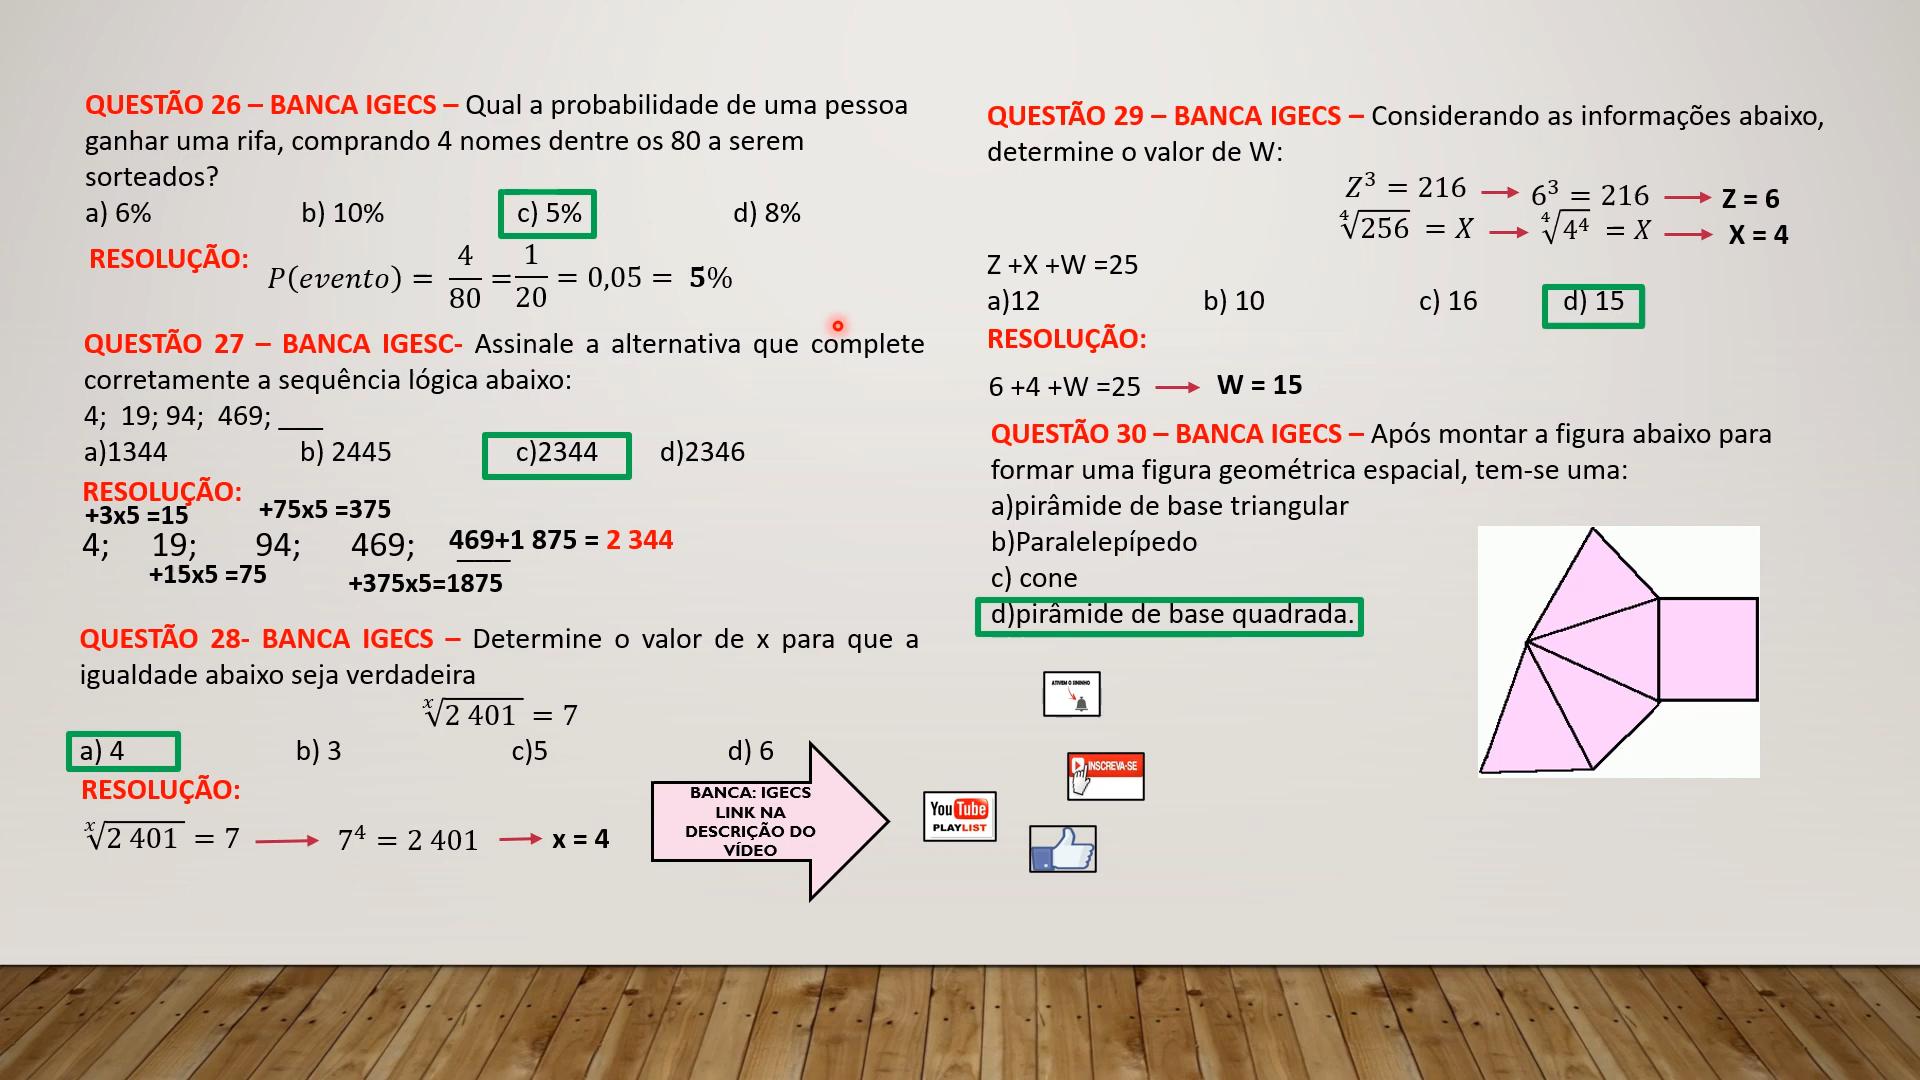 QUESTÃO 26 – BANCA IGECS – Qual a probabilidade de uma pessoa
ganhar uma rifa, comprando 4 nomes dentre os 80 a serem
sorteados?
a) 6% b) 10% c) 5% d) 8%
RESOLUÇÃO:
P(evento) = 4/80 = 1/20 = 0,05 = 5%
QUESTÃO 27 – BANCA IGESC- Assinale a alternativa que complete
corretamente a sequência lógica abaixo:
4; 19; 94; 469; ___
a)1344 b) 2445 c)2344 d)2346
RESOLUÇÃO:
+3x5 =15 +75x5 =375
4; 19; 94; 469; 469+1 875 = 2 344
+15x5 =75 +375x5=1875
QUESTÃO 28- BANCA IGECS – Determine o valor de x para que a
igualdade abaixo seja verdadeira
ˣ√2 401 = 7
a) 4 b) 3 c)5 d) 6
RESOLUÇÃO:
ˣ√2 401 = 7 → 7⁴ = 2 401 → x = 4
BANCA: IGECS
LINK NA
DESCRIÇÃO DO
VÍDEO
QUESTÃO 29 – BANCA IGECS – Considerando as informações abaixo,
determine o valor de W:
Z³ = 216 → 6³ = 216 → Z = 6
⁴√256 = X → ⁴√4⁴ = X → X = 4
Z +X +W =25
a)12 b) 10 c) 16 d) 15
RESOLUÇÃO:
6 +4 +W =25 → W = 15
QUESTÃO 30 – BANCA IGECS – Após montar a figura abaixo para
formar uma figura geométrica espacial, tem-se uma:
a)pirâmide de base triangular
b)Paralelepípedo
c) cone
d)pirâmide de base quadrada.
ATIVEM O SININHO
INSCREVA-SE
YouTube
PLAYLIST